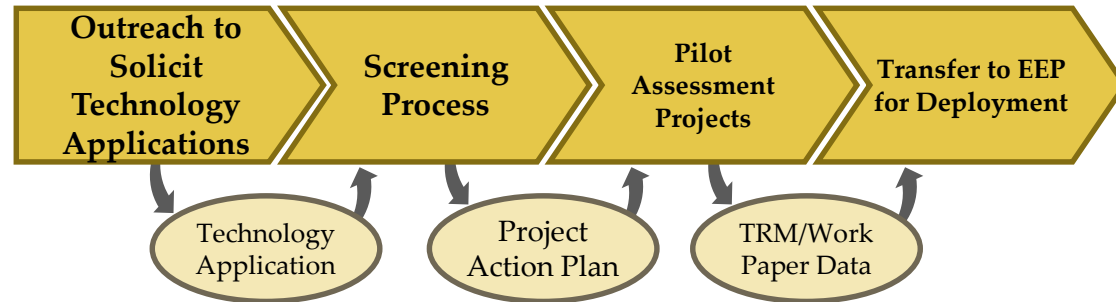 Outreach to
Solicit
Technology
Applications
Screening
Process
Pilot
Assessment
Projects
Transfer to EEP
for Deployment
Technology
Application
Project
Action Plan
TRM/Work
Paper Data